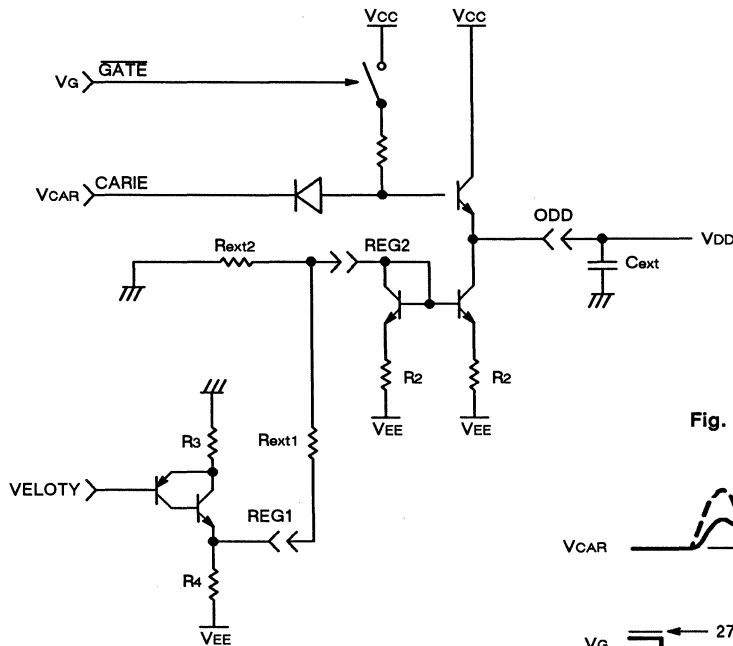 VCC VCC
VG GATE
VCAR CARIE
ODD
VDD
Rext2 REG2
Cext
R2 R2
VEE VEE
Fig.
R3 Rext1
VELOTY
REG1
VCAR
R4
VEE
VG 27